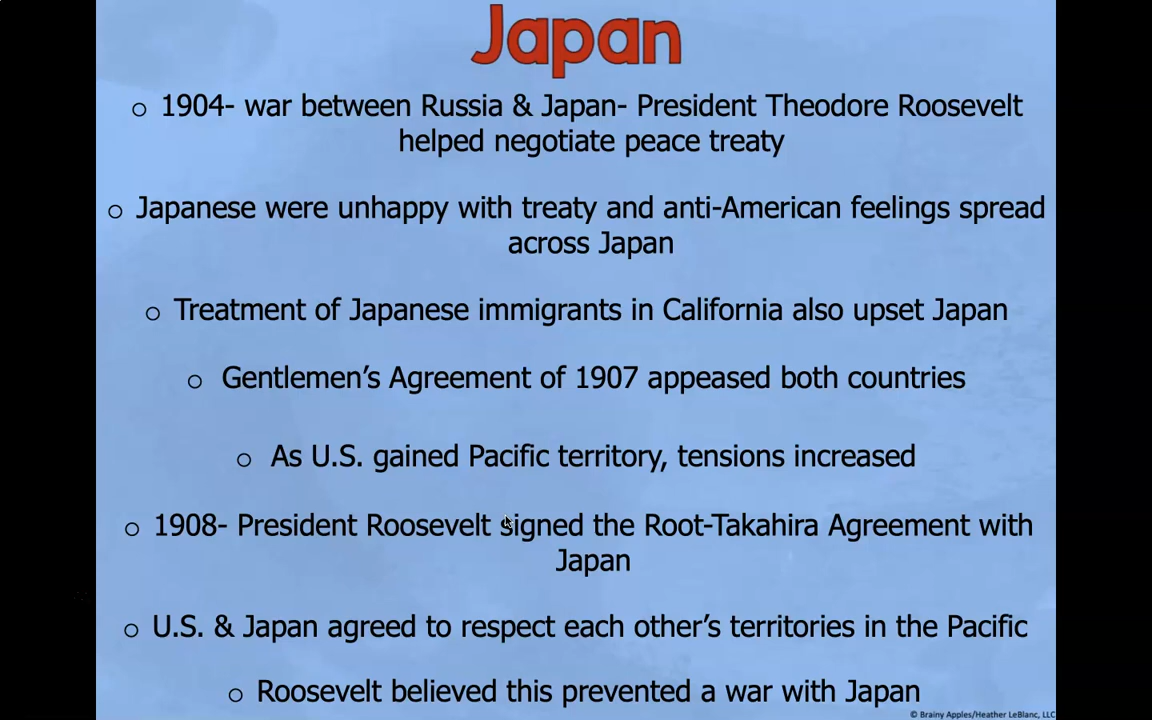 Japan
o 1904- war between Russia & Japan- President Theodore Roosevelt
helped negotiate peace treaty
o Japanese were unhappy with treaty and anti-American feelings spread
across Japan
o Treatment of Japanese immigrants in California also upset Japan
o Gentlemen’s Agreement of 1907 appeased both countries
o As U.S. gained Pacific territory, tensions increased
o 1908- President Roosevelt signed the Root-Takahira Agreement with
Japan
o U.S. & Japan agreed to respect each other’s territories in the Pacific
o Roosevelt believed this prevented a war with Japan
© Brainy Apples/Heather LeBlanc, LLC